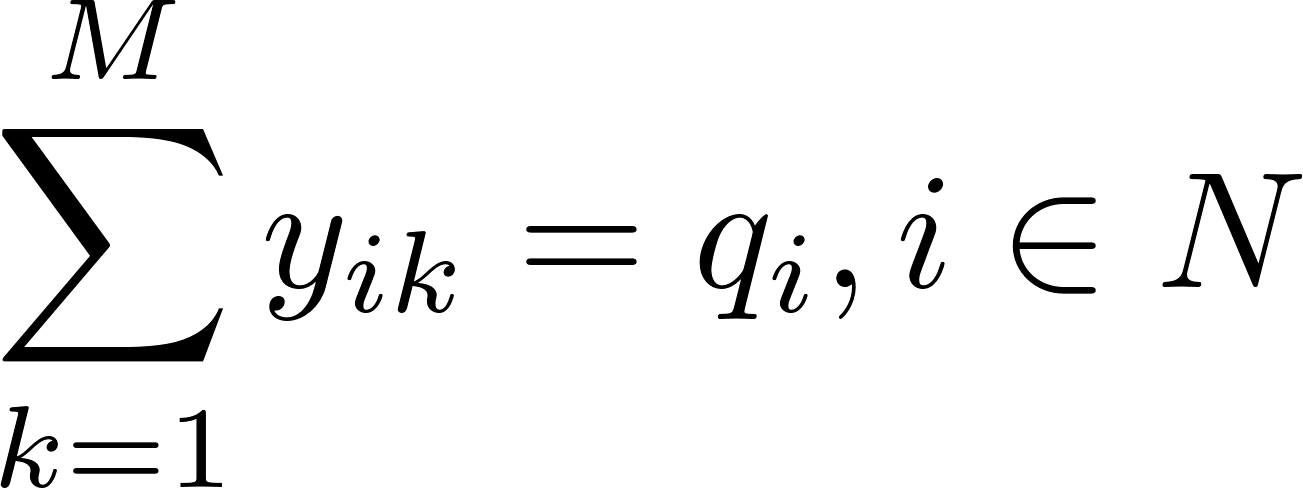 \sum_{k=1}^{M} y_{ik} = q_i, i \in N